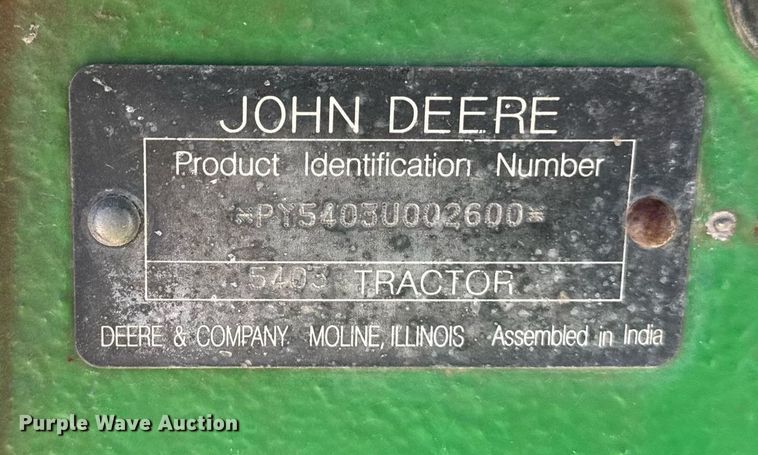 JOHN DEERE
Product Identification Number
*PY5403U002600*
5403 TRACTOR
DEERE & COMPANY MOLINE, ILLINOIS Assembled in India
Purple Wave Auction